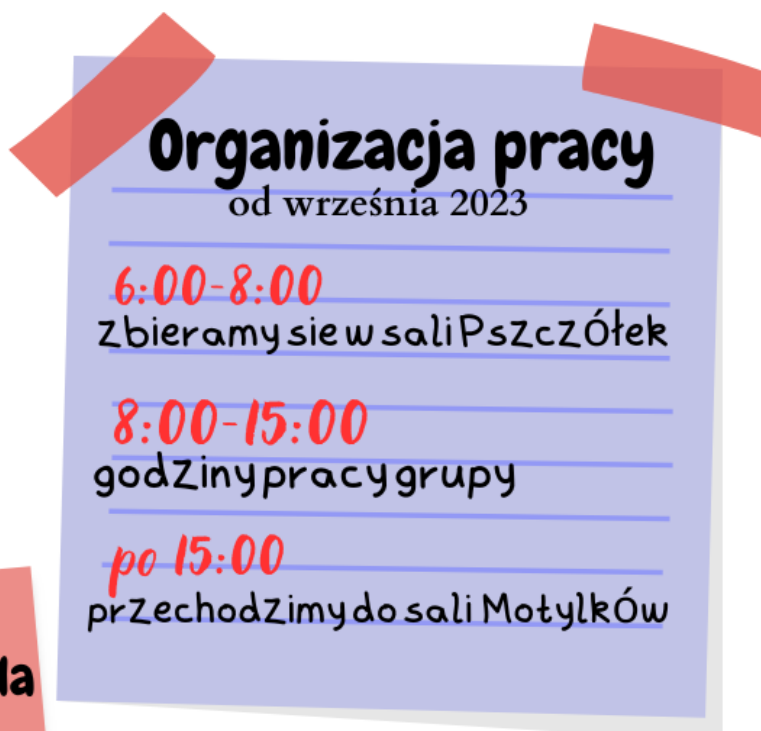 Organizacja pracy
od września 2023
6:00-8:00
zbieramy sie w sali PszczÓłek
8:00-15:00
godziny pracy grupy
po 15:00
przechodzimy do sali MotylkÓw
la